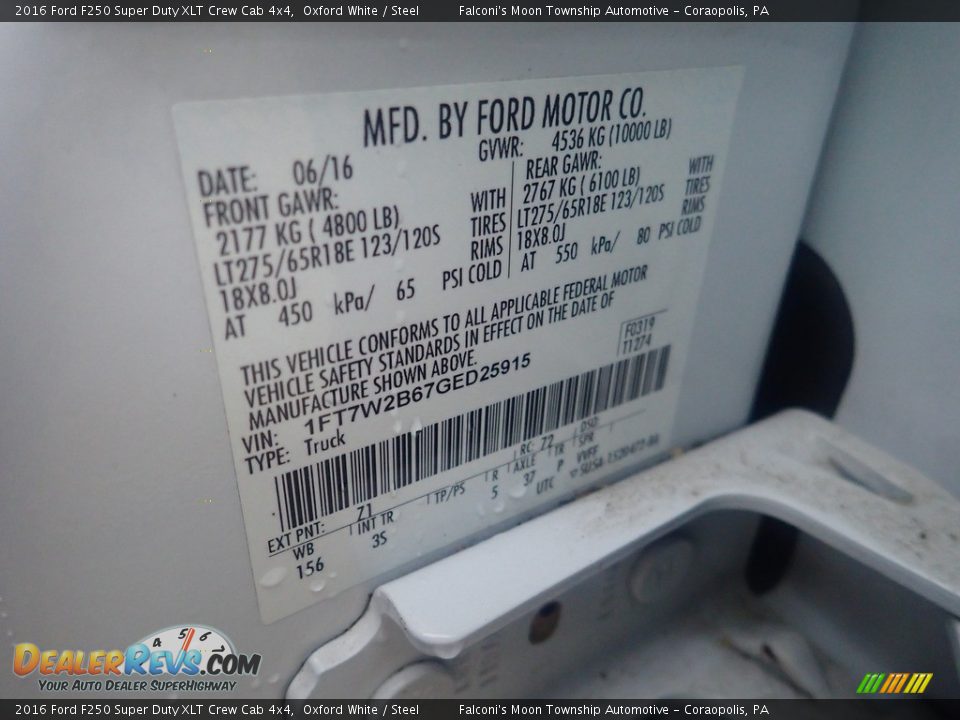 2016 Ford F250 Super Duty XLT Crew Cab 4x4, Oxford White / Steel Falconi's Moon Township Automotive - Coraopolis, PA
MFD. BY FORD MOTOR CO.
DATE: 06/16 GVWR: 4536 KG (10000 LB)
FRONT GAWR: REAR GAWR:
2177 KG ( 4800 LB) WITH 2767 KG ( 6100 LB) WITH
LT275/65R18E 123/120S TIRES LT275/65R18E 123/120S TIRES
18X8.0J RIMS 18X8.0J RIMS
AT 450 kPa/ 65 PSI COLD AT 550 kPa/ 80 PSI COLD
THIS VEHICLE CONFORMS TO ALL APPLICABLE FEDERAL MOTOR
VEHICLE SAFETY STANDARDS IN EFFECT ON THE DATE OF
MANUFACTURE SHOWN ABOVE.
F0319
T1274
VIN: 1FT7W2B67GED25915
TYPE: Truck
EXT PNT: Z1 RC: 72 DSO
WB INT TR TP/PS R AXLE TR SPR
156 3S 5 37 P VVFF
UTC
DEALERREVS.COM
YOUR AUTO DEALER SUPERHIGHWAY
4 5 6
2016 Ford F250 Super Duty XLT Crew Cab 4x4, Oxford White / Steel Falconi's Moon Township Automotive - Coraopolis, PA